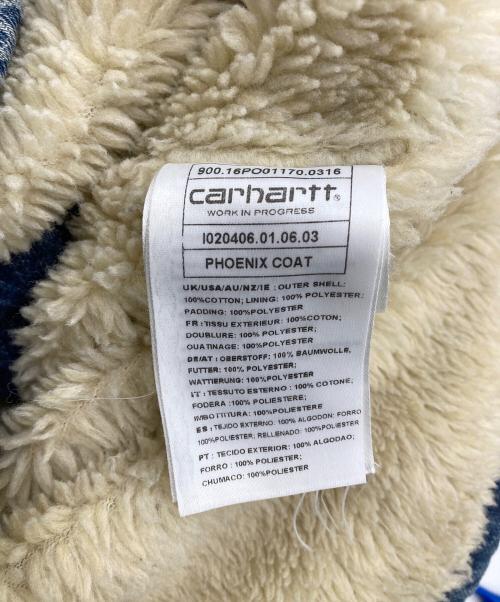 900.16PO01170.0316
carhartt®
WORK IN PROGRESS
I020406.01.06.03
PHOENIX COAT
UK/USA/AU/NZ/IE : OUTER SHELL:
100%COTTON; LINING: 100% POLYESTER;
PADDING: 100%POLYESTER
FR :TISSU EXTERIEUR: 100%COTON;
DOUBLURE: 100% POLYESTER;
OUATINAGE: 100%POLYESTER
DE/AT : OBERSTOFF: 100% BAUMWOLLE,
FUTTER: 100% POLYESTER;
WATTIERUNG: 100%POLYESTER
IT : TESSUTO ESTERNO : 100% COTONE;
FODERA :100% POLIESTERE;
IMBOTTITURA : 100%POLIESTERE
ES : TEJIDO EXTERNO: 100% ALGODON: FORRO
100%POLIESTER; RELLENADO: 100%POLIESTER
PT : TECIDO EXTERIOR: 100% ALGODAO;
FORRO : 100% POLIESTER;
CHUMACO: 100%POLIESTER